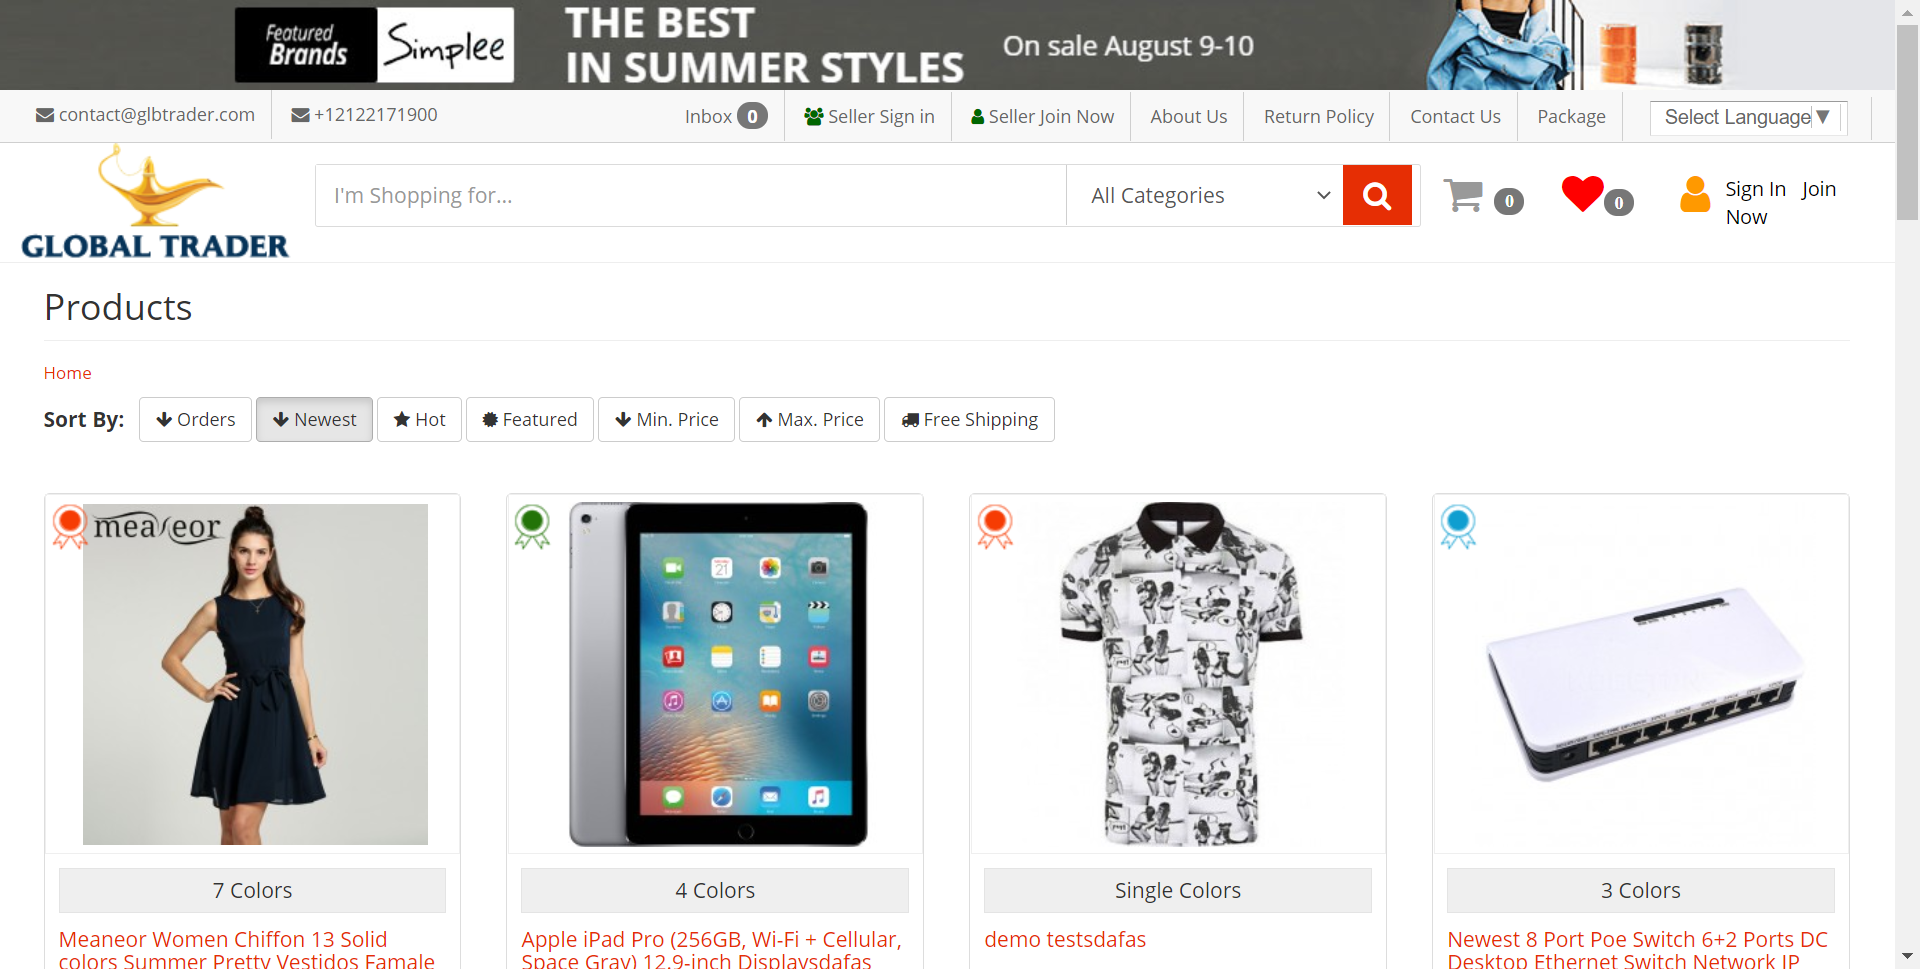 Featured
Brands
Simplee
THE BEST
IN SUMMER STYLES
On sale August 9-10
contact@glbtrader.com
+12122171900
Inbox 0
Seller Sign in
Seller Join Now
About Us
Return Policy
Contact Us
Package
Select Language▼
GLOBAL TRADER
I'm Shopping for...
All Categories
0
0
Sign In Join
Now
Products
Home
Sort By:
Orders
Newest
Hot
Featured
Min. Price
Max. Price
Free Shipping
meaneor
7 Colors
4 Colors
Single Colors
3 Colors
Meaneor Women Chiffon 13 Solid
colors Summer Pretty Vestidos Famale
Apple iPad Pro (256GB, Wi-Fi + Cellular,
Space Gray) 12.9-inch Displaysdafas
demo testsdafas
Newest 8 Port Poe Switch 6+2 Ports DC
Desktop Ethernet Switch Network IP